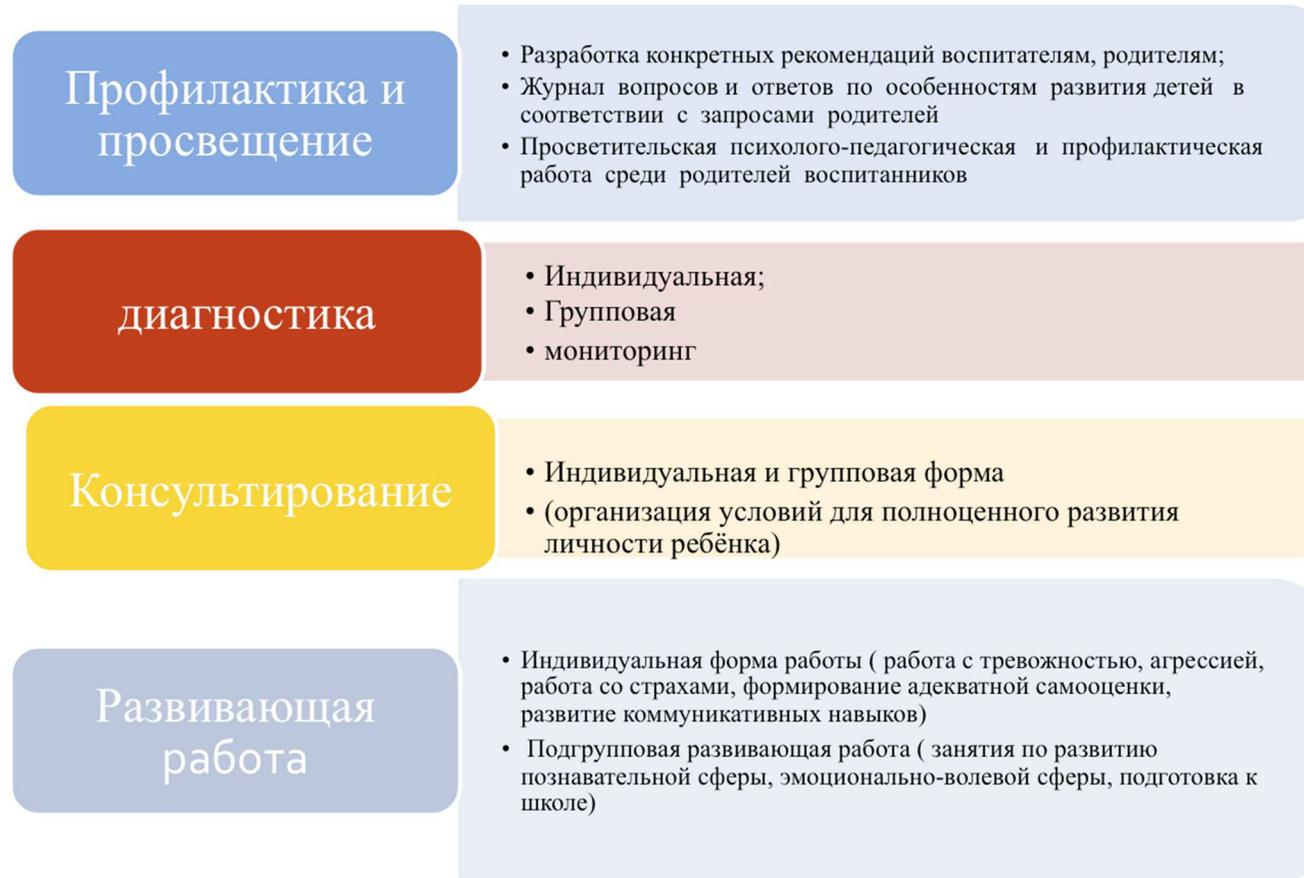 Профилактика и
просвещение
• Разработка конкретных рекомендаций воспитателям, родителям;
• Журнал вопросов и ответов по особенностям развития детей в
соответствии с запросами родителей
• Просветительская психолого-педагогическая и профилактическая
работа среди родителей воспитанников
диагностика
• Индивидуальная;
• Групповая
• мониторинг
Консультирование
• Индивидуальная и групповая форма
• (организация условий для полноценного развития
личности ребёнка)
Развивающая
работа
• Индивидуальная форма работы ( работа с тревожностью, агрессией,
работа со страхами, формирование адекватной самооценки,
развитие коммуникативных навыков)
• Подгрупповая развивающая работа ( занятия по развитию
познавательной сферы, эмоционально-волевой сферы, подготовка к
школе)